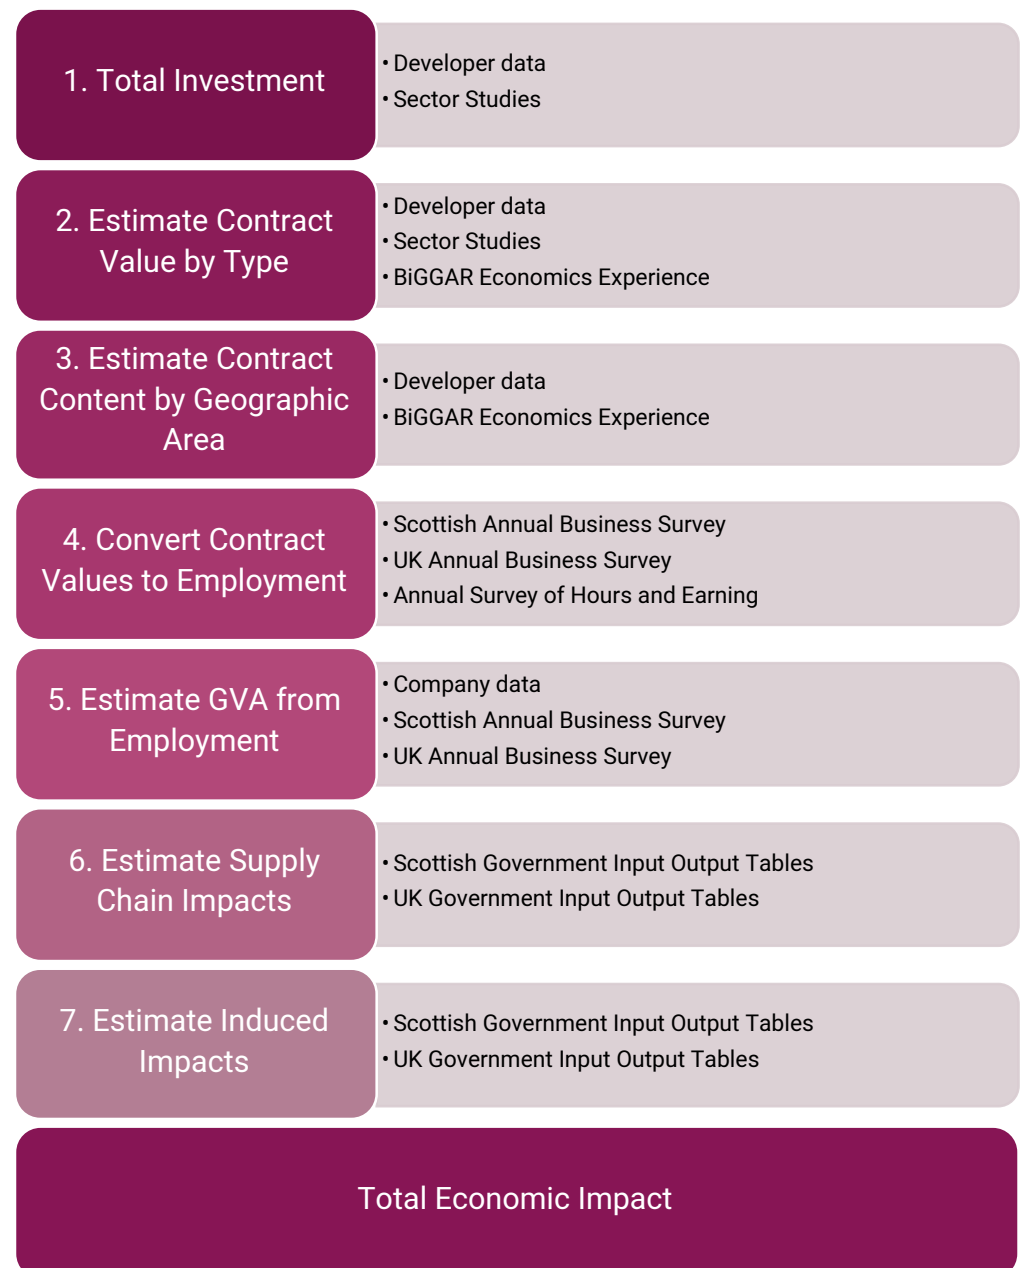 1. Total Investment
• Developer data
• Sector Studies
2. Estimate Contract
Value by Type
• Developer data
• Sector Studies
• BiGGAR Economics Experience
3. Estimate Contract
Content by Geographic
Area
• Developer data
• BiGGAR Economics Experience
4. Convert Contract
Values to Employment
• Scottish Annual Business Survey
• UK Annual Business Survey
• Annual Survey of Hours and Earning
5. Estimate GVA from
Employment
• Company data
• Scottish Annual Business Survey
• UK Annual Business Survey
6. Estimate Supply
Chain Impacts
• Scottish Government Input Output Tables
• UK Government Input Output Tables
7. Estimate Induced
Impacts
• Scottish Government Input Output Tables
• UK Government Input Output Tables
Total Economic Impact